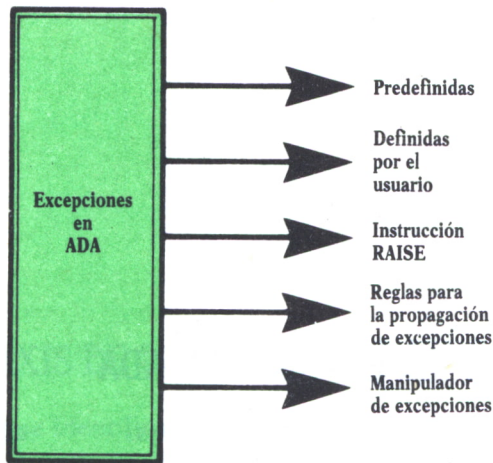 Excepciones
en
ADA
Predefinidas
Definidas
por el
usuario
Instrucción
RAISE
Reglas para
la propagación
de excepciones
Manipulador
de excepciones